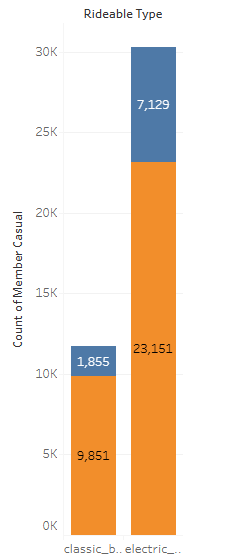 Rideable Type
30K
7,129
25K
20K
Count of Member Casual
15K
23,151
10K
1,855
5K
9,851
0K
classic_b.. electric_..